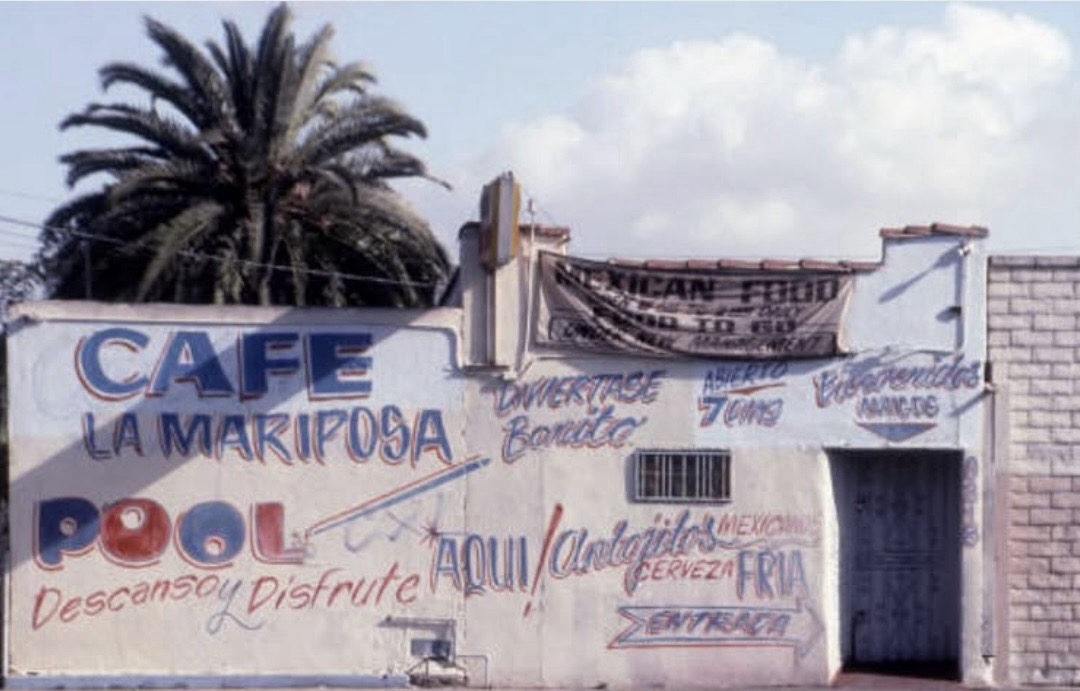 CAFE
LA MARIPOSA
POOL
Descanso y Disfrute
MEXICAN FOOD
FOOD TO GO
MANAGEMENT
DIVIERTASE
Bonito
ABIERTO
7 DIAS
Bienvenidos
AMIGOS
AQUI!
Antojitos
MEXICANOS
CERVEZA FRIA
ENTRADA